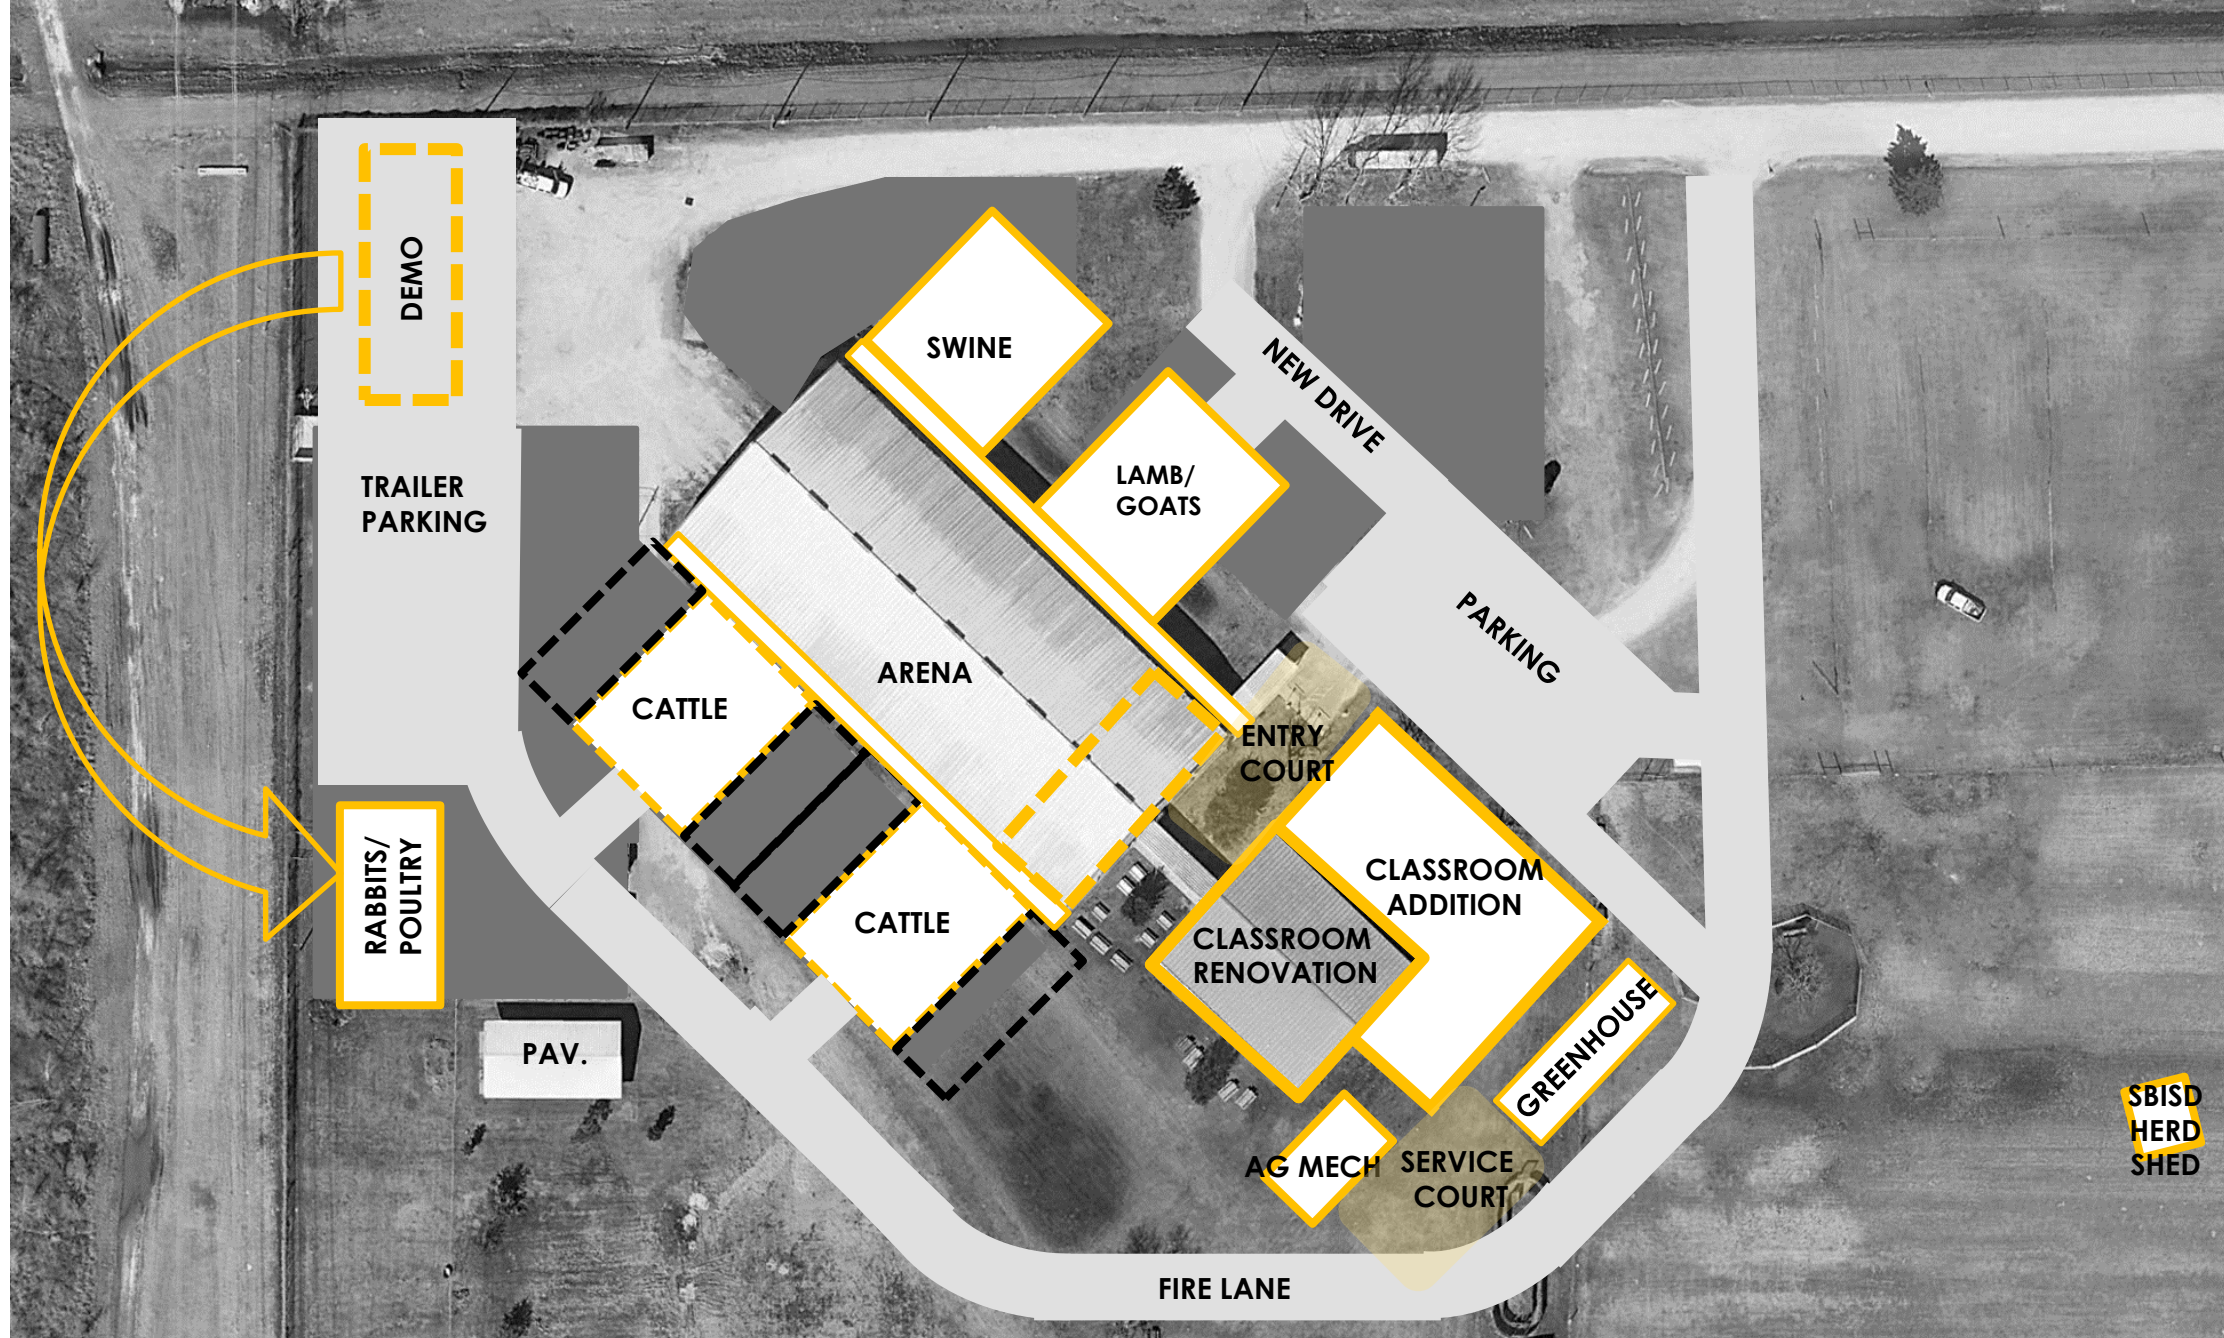 DEMO
SWINE
NEW DRIVE
LAMB/
GOATS
TRAILER
PARKING
PARKING
ARENA
CATTLE
ENTRY
COURT
RABBITS/
POULTRY
CLASSROOM
ADDITION
CATTLE
CLASSROOM
RENOVATION
GREENHOUSE
PAV.
SBISD
HERD
SHED
AG MECH
SERVICE
COURT
FIRE LANE